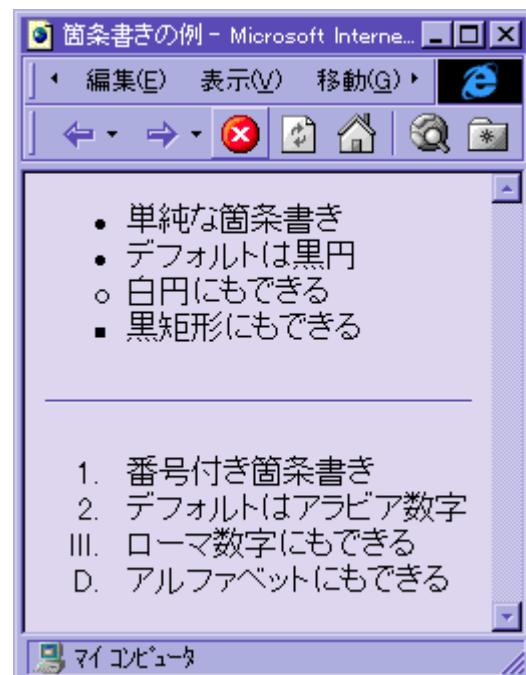 箇条書きの例 - Microsoft Interne...
編集(E) 表示(V) 移動(G)
● 単純な箇条書き
● デフォルトは黒円
○ 白円にもできる
■ 黒矩形にもできる
1. 番号付き箇条書き
2. デフォルトはアラビア数字
III. ローマ数字にもできる
D. アルファベットにもできる
マイ コンピュータ